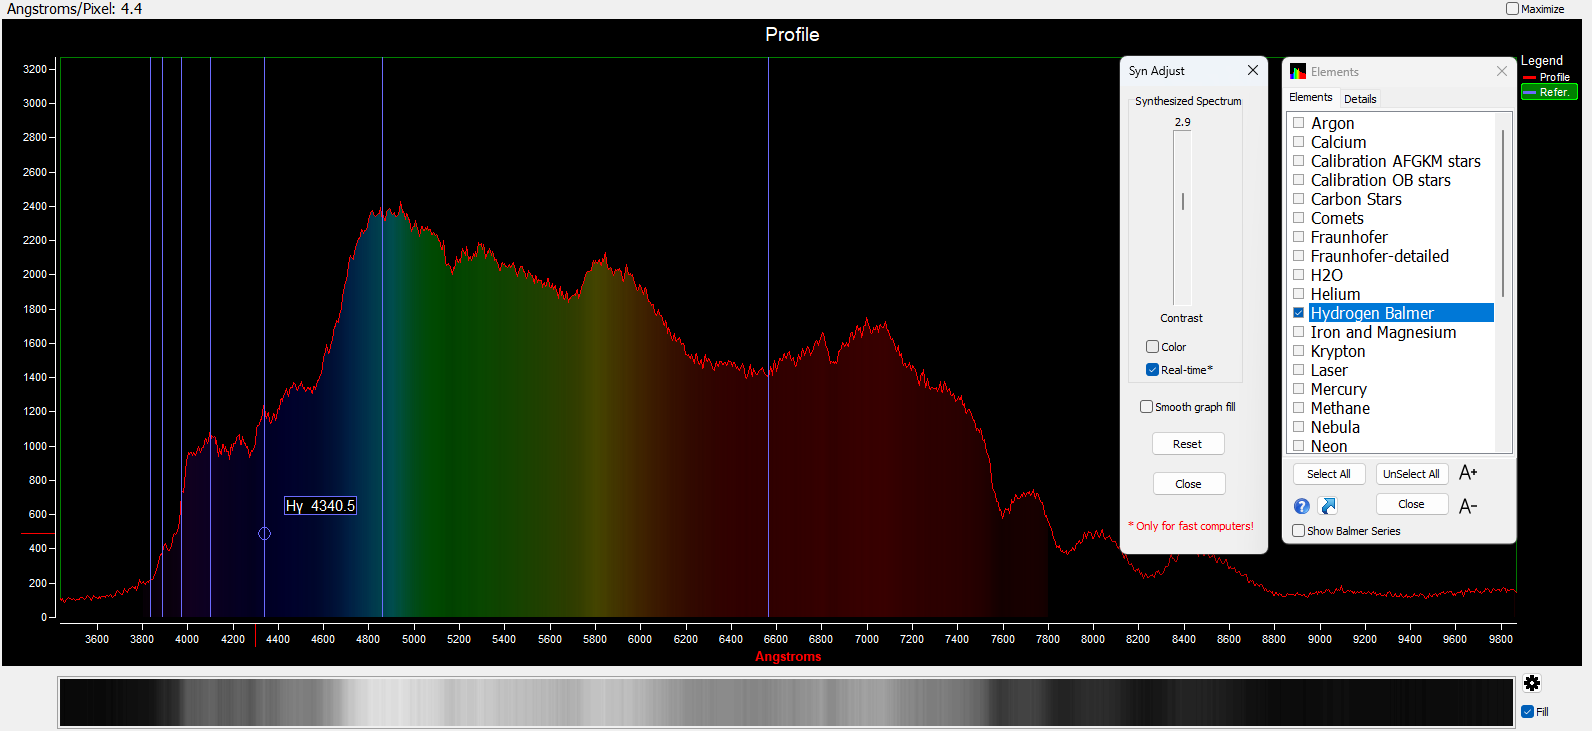 Angstroms/Pixel: 4.4
Maximize
Profile
Legend
Profile
Refer.
3200
3000
2800
2600
2400
2200
2000
1800
1600
1400
1200
1000
800
600
400
200
0
Hγ 4340.5
3600 3800 4000 4200 4400 4600 4800 5000 5200 5400 5600 5800 6000 6200 6400 6600 6800 7000 7200 7400 7600 7800 8000 8200 8400 8600 8800 9000 9200 9400 9600 9800
Angstroms
Syn Adjust
Synthesized Spectrum
2.9
Contrast
Color
Real-time*
Smooth graph fill
Reset
Close
* Only for fast computers!
Elements
Elements Details
Argon
Calcium
Calibration AFGKM stars
Calibration OB stars
Carbon Stars
Comets
Fraunhofer
Fraunhofer-detailed
H2O
Helium
Hydrogen Balmer
Iron and Magnesium
Krypton
Laser
Mercury
Methane
Nebula
Neon
Select All UnSelect All A+
? Close A-
Show Balmer Series
Fill